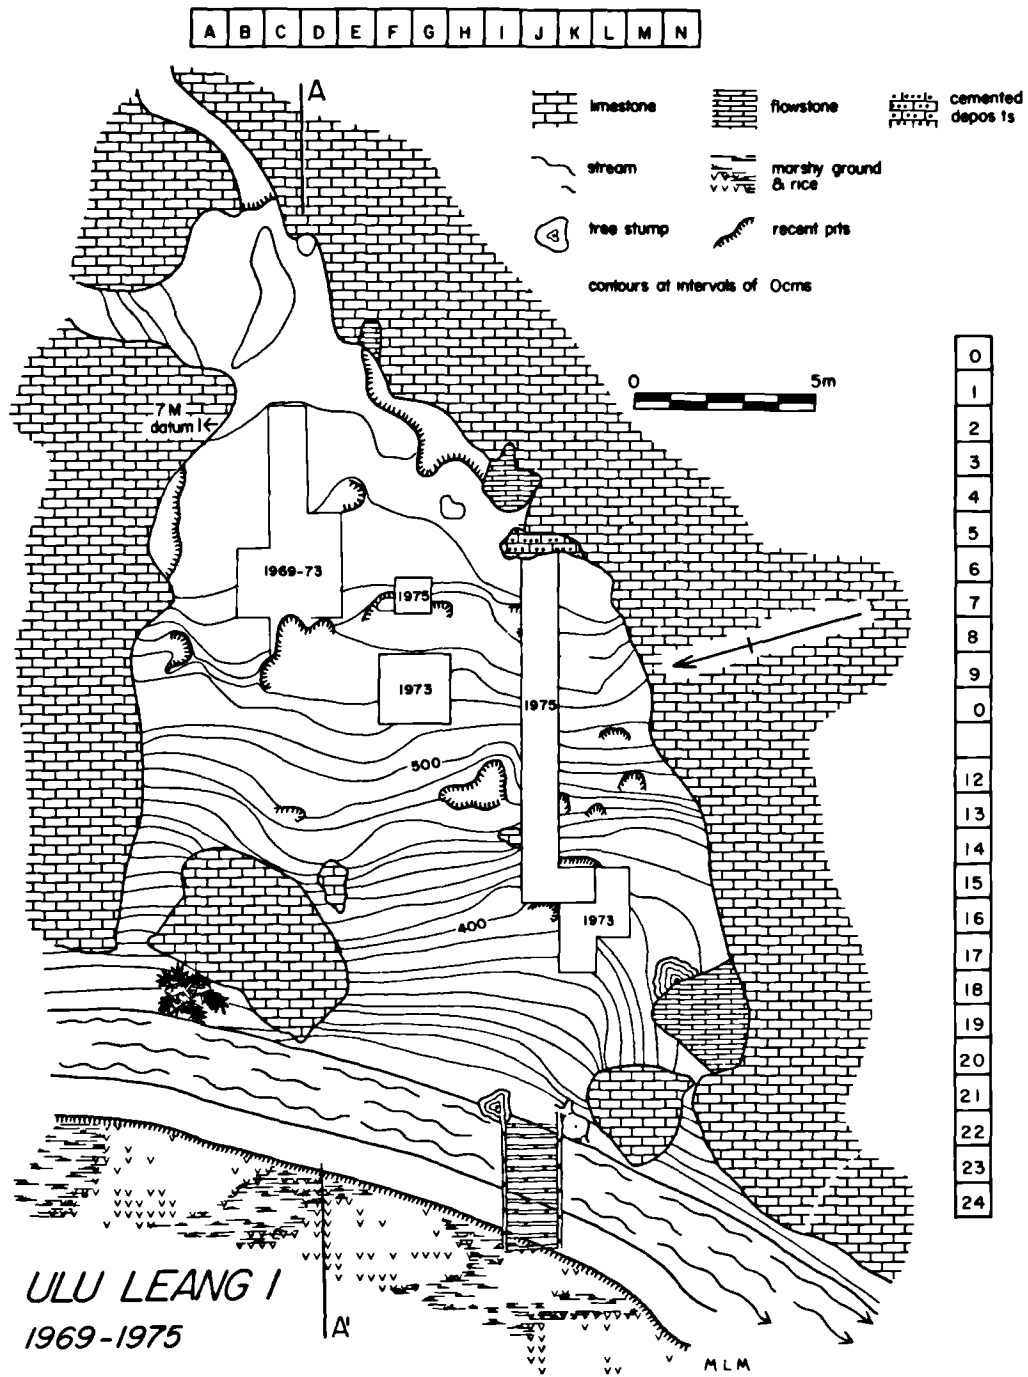 A B C D E F G H I J K L M N
A
limestone
flowstone
cemented
depos ts
stream
marshy ground
& rice
tree stump
recent pits
contours at intervals of Ocms
0 5m
0
1
2
3
4
5
6
7
8
9
0
12
13
14
15
16
17
18
19
20
21
22
23
24
7M
datum
1969-73
1975
1973
1975
500
400
1973
ULU LEANG I
1969-1975
A'
MLM